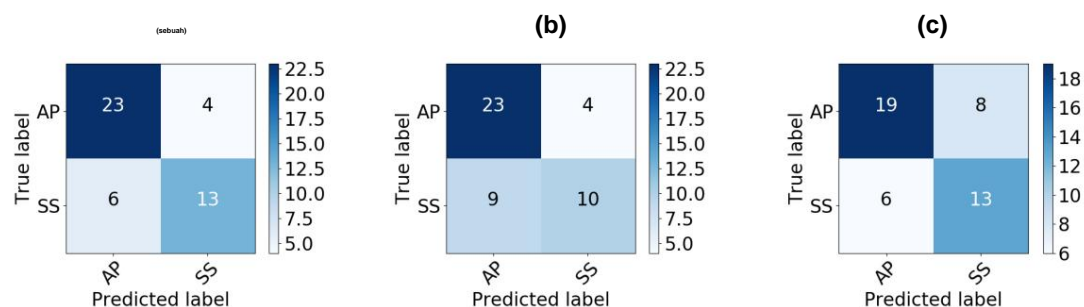 (sebuah)
True label
AP
SS
23 4
6 13
AP SS
Predicted label
22.5
20.0
17.5
15.0
12.5
10.0
7.5
5.0
(b)
True label
AP
SS
23 4
9 10
AP SS
Predicted label
22.5
20.0
17.5
15.0
12.5
10.0
7.5
5.0
(c)
True label
AP
SS
19 8
6 13
AP SS
Predicted label
18
16
14
12
10
8
6